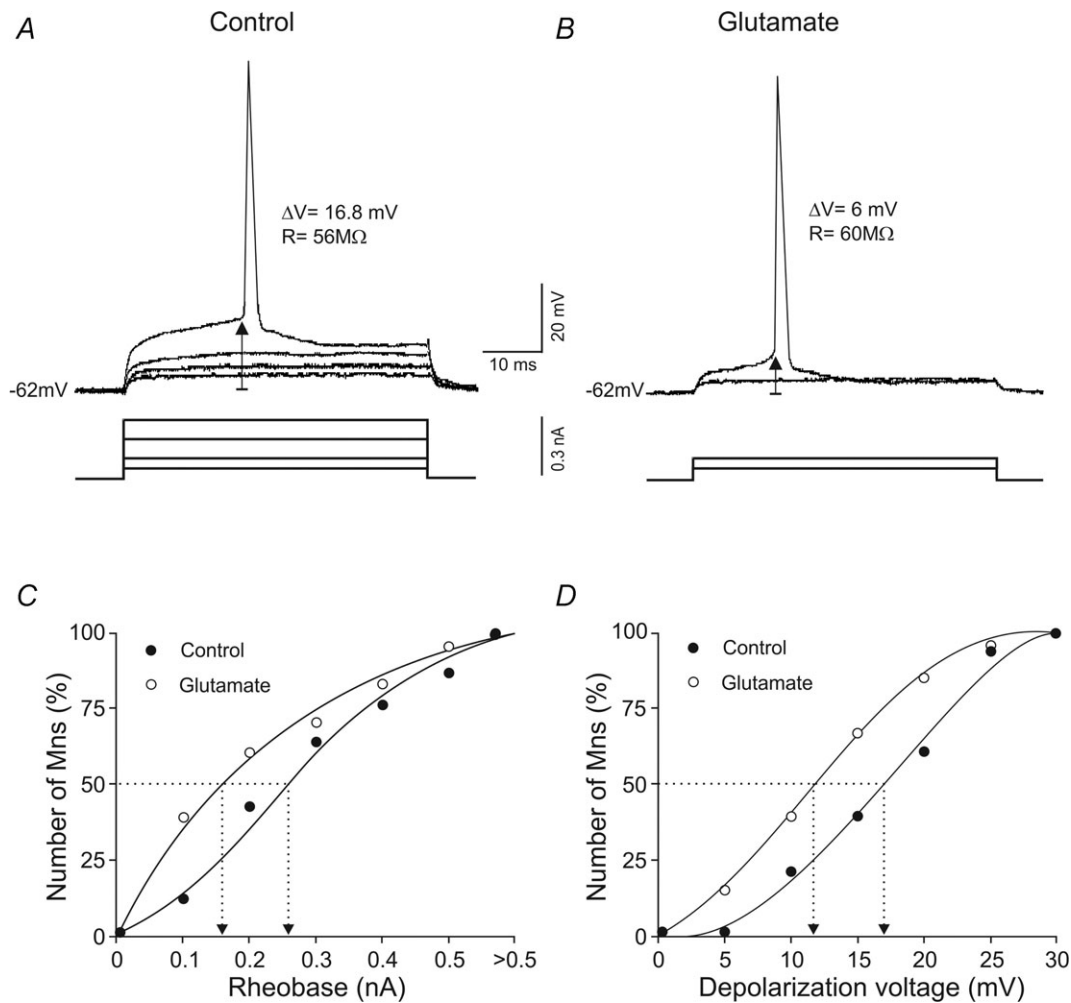 A
Control
ΔV= 16.8 mV
R= 56MΩ
20 mV
10 ms
-62mV
0.3 nA
B
Glutamate
ΔV= 6 mV
R= 60MΩ
-62mV
C
Number of Mns (%)
100
75
50
25
0
Control
Glutamate
0 0.1 0.2 0.3 0.4 0.5 >0.5
Rheobase (nA)
D
Number of Mns (%)
100
75
50
25
0
Control
Glutamate
0 5 10 15 20 25 30
Depolarization voltage (mV)